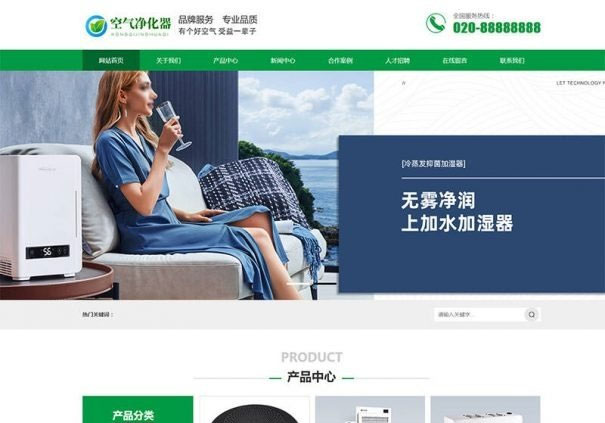 空气净化器
品牌服务 专业品质
有个好空气 受益一辈子
全国服务热线：
020-88888888
网站首页 关于我们 产品中心 新闻中心 合作案例 人才招聘 在线留言 联系我们
// LET TECHNOLOGY
[冷蒸发抑菌加湿器]
无雾净润
上加水加湿器
56
热门关键词：
请输入关键字...
PRODUCT
产品中心
产品分类